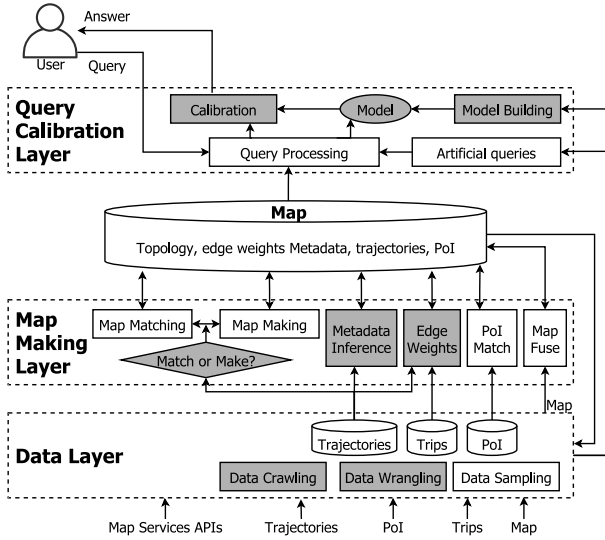 Answer
User
Query
Query
Calibration
Layer
Calibration
Model
Model Building
Query Processing
Artificial queries
Map
Topology, edge weights Metadata, trajectories, PoI
Map
Making
Layer
Map Matching
Map Making
Metadata
Inference
Edge
Weights
PoI
Match
Map
Fuse
Match or Make?
Map
Data Layer
Trajectories
Trips
PoI
Data Crawling
Data Wrangling
Data Sampling
Map Services APIs
Trajectories
PoI
Trips
Map